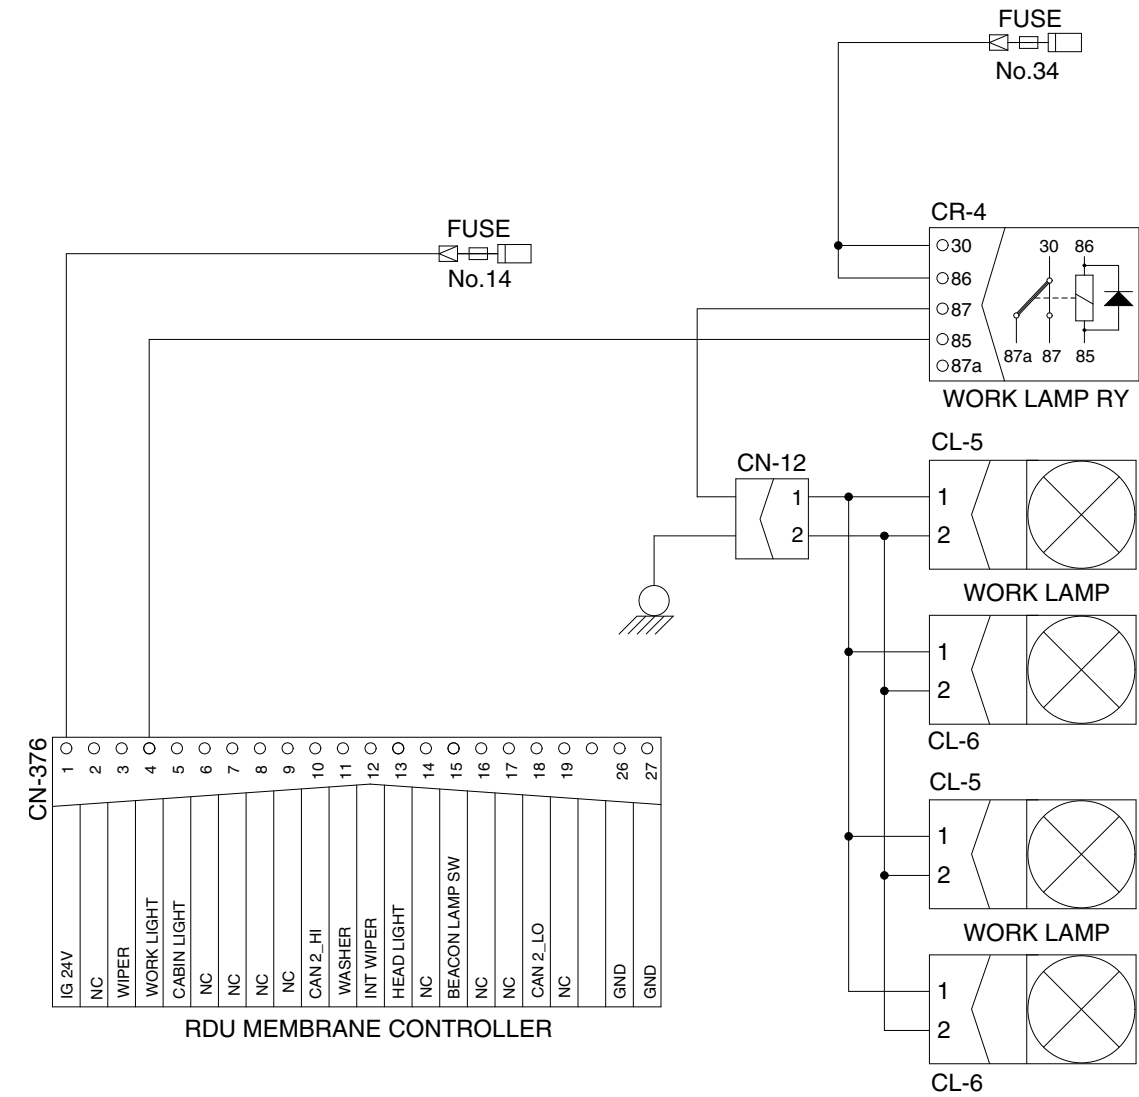 FUSE
No.34
CR-4
30
86
87
85
87a
30 86
87a 87 85
WORK LAMP RY
FUSE
No.14
CN-12
1
2
CL-5
1
2
WORK LAMP
1
2
CL-6
CL-5
1
2
WORK LAMP
1
2
CL-6
CN-376
1 2 3 4 5 6 7 8 9 10 11 12 13 14 15 16 17 18 19 26 27
IG 24V
NC
WIPER
WORK LIGHT
CABIN LIGHT
NC
NC
NC
NC
CAN 2_HI
WASHER
INT WIPER
HEAD LIGHT
NC
BEACON LAMP SW
NC
NC
CAN 2_LO
NC
GND
GND
RDU MEMBRANE CONTROLLER